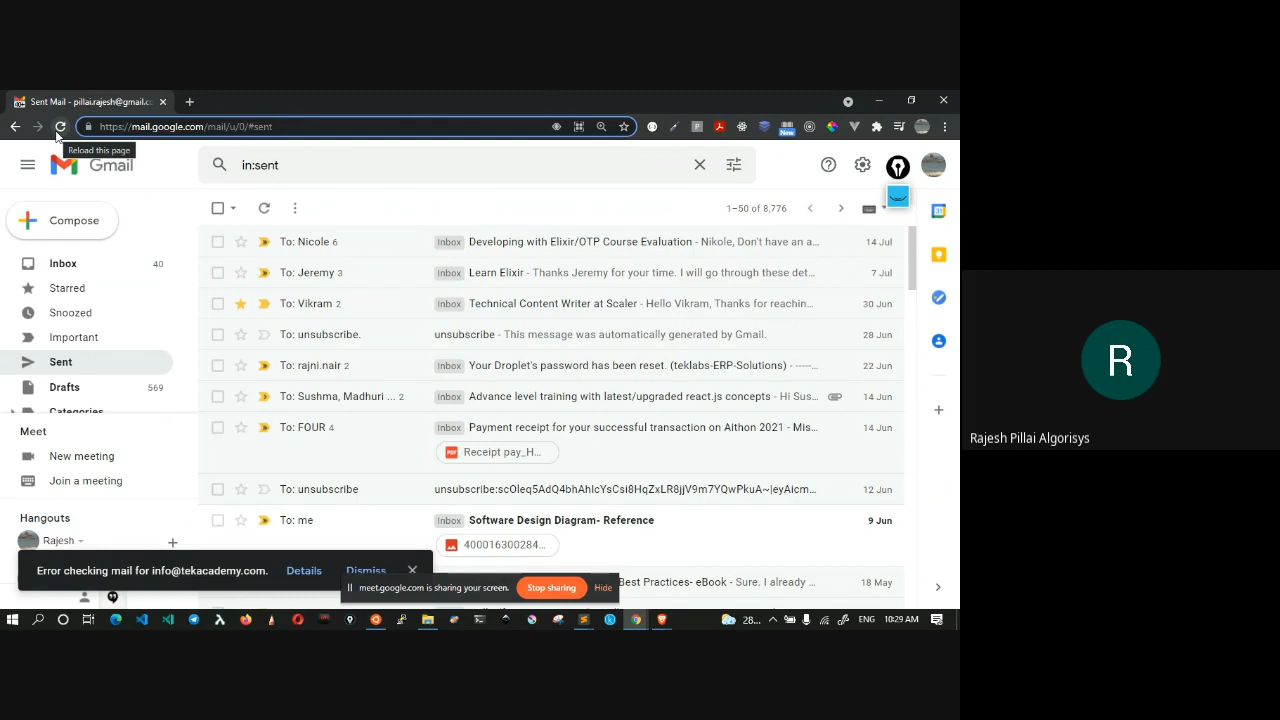 Sent Mail - pillai.rajesh@gmail.c
https://mail.google.com/mail/u/0/#sent
New
Reload this page
Gmail
in:sent
Compose
1–50 of 8,776
Inbox 40
Starred
Snoozed
Important
Sent
Drafts 569
Categories
Meet
New meeting
Join a meeting
Hangouts
Rajesh
To: Nicole 6 Inbox Developing with Elixir/OTP Course Evaluation - Nikole, Don't have an a... 14 Jul
To: Jeremy 3 Inbox Learn Elixir - Thanks Jeremy for your time. I will go through these det... 7 Jul
To: Vikram 2 Inbox Technical Content Writer at Scaler - Hello Vikram, Thanks for reachin... 30 Jun
To: unsubscribe. unsubscribe - This message was automatically generated by Gmail. 28 Jun
To: rajni.nair 2 Inbox Your Droplet's password has been reset. (teklabs-ERP-Solutions) - ----... 22 Jun
To: Sushma, Madhuri ... 2 Inbox Advance level training with latest/upgraded react.js concepts - Hi Sus... 14 Jun
To: FOUR 4 Inbox Payment receipt for your successful transaction on Aithon 2021 - Mis... 14 Jun
PDF Receipt pay_H...
To: unsubscribe 12 Jun
To: me Inbox Software Design Diagram- Reference 9 Jun
400016300284...
Best Practices- eBook - Sure. I already ... 18 May
Error checking mail for info@tekacademy.com. Details Dismiss
meet.google.com is sharing your screen. Stop sharing Hide
28... ENG 10:29 AM
R
Rajesh Pillai Algorisys